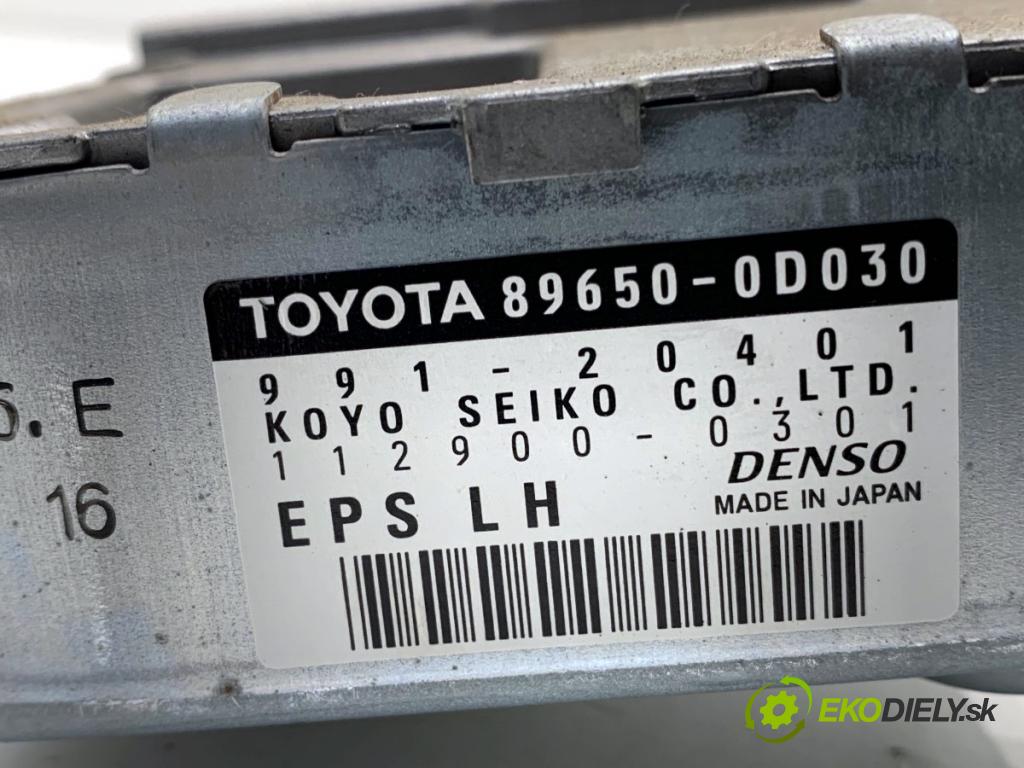 TOYOTA 89650-0D030
991-20401
KOYO SEIKO CO.,LTD.
112900-0301
DENSO
EPS LH
MADE IN JAPAN
.E
16
EKODIELY.sk